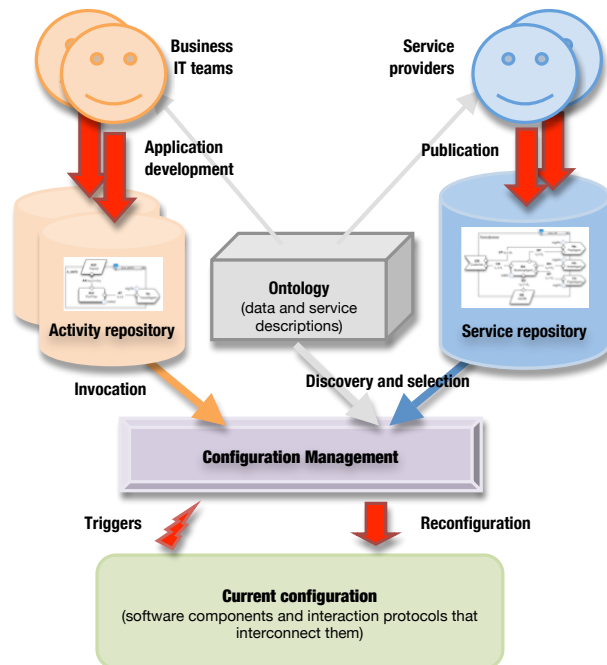 Business
IT teams
Service
providers
Application
development
Publication
Ontology
(data and service
descriptions)
Activity repository
Service repository
Invocation
Discovery and selection
Configuration Management
Triggers
Reconfiguration
Current configuration
(software components and interaction protocols that
interconnect them)